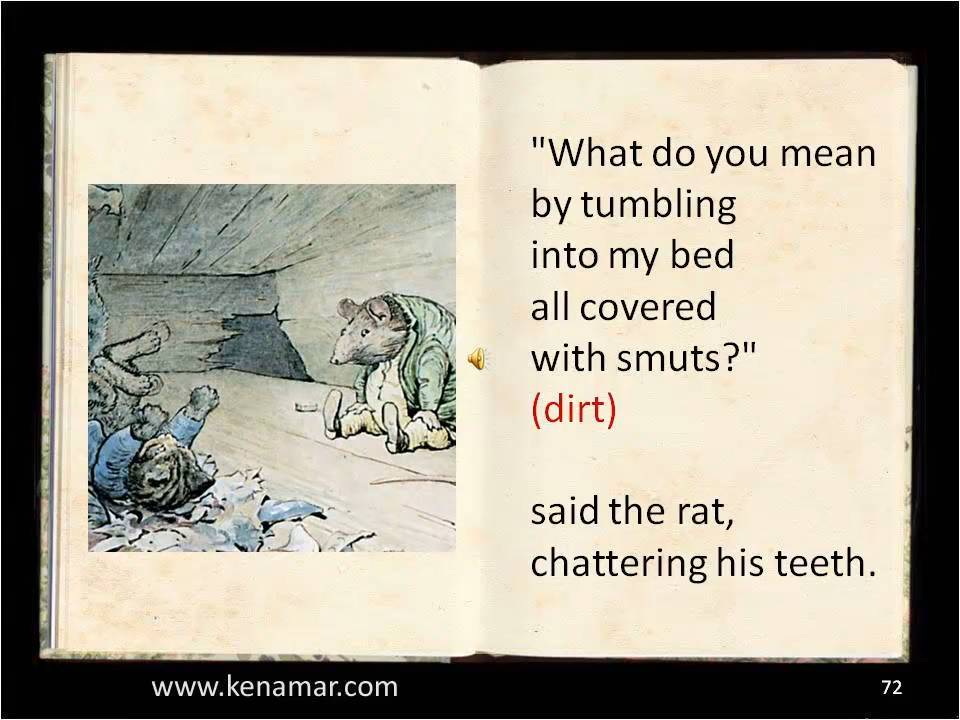 "What do you mean
by tumbling
into my bed
all covered
with smuts?"
(dirt)
said the rat,
chattering his teeth.
www.kenamar.com
72